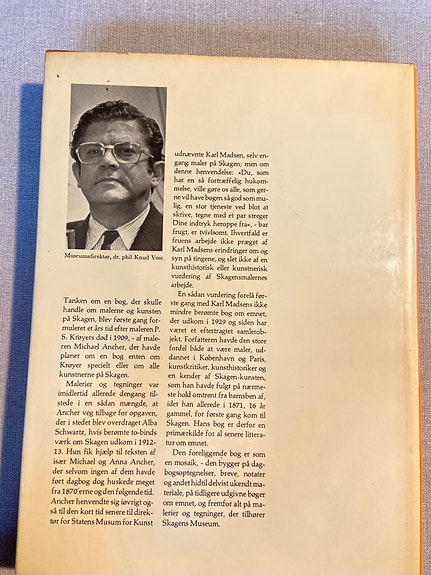 Museumsdirektør, dr. phil. Knud Voss
Tanken om en bog, der skulle
handle om malerne og kunsten
på Skagen, blev første gang for-
muleret et års tid efter maleren P.
S. Krøyers død i 1909, - af male-
ren Michael Ancher, der havde
planer om en bog enten om
Krøyer specielt eller om alle
kunstnerne på Skagen.
Malerier og tegninger var
imidlertid allerede dengang til-
stede i en sådan mængde, at
Ancher veg tilbage for opgaven,
der i stedet blev overdraget Alba
Schwartz, hvis berømte to-binds
værk om Skagen udkom i 1912-
13. Hun fik hjælp til teksten af
især Michael og Anna Ancher,
der selvom ingen af dem havde
ført dagbog dog huskede meget
fra 1870'erne og den følgende tid.
Ancher henvendte sig iøvrigt og-
så til den kort tid senere til direk-
tør for Statens Musum for Kunst
udnævnte Karl Madsen, selv en-
gang maler på Skagen; men om
denne henvendelse: »Du, som
har en så fortræffelig hukom-
melse, ville gøre os alle, som ger-
ne vil have bogen så god som mu-
lig, en stor tjeneste ved blot at
skrive, tegne med et par streger
Dine indtryk heroppe fra«, - bar
frugt, er tvivlsomt. Ihvertfald er
fruens arbejde ikke præget af
Karl Madsens erindringer om og
syn på tingene, og slet ikke af en
kunsthistorisk eller kunstnerisk
vurdering af Skagensmalernes
arbejde.
En sådan vurdering forelå før-
ste gang med Karl Madsens ikke
mindre berømte bog om emnet,
der udkom i 1929 og siden har
været et eftertragtet samlerob-
jekt. Forfatteren havde den store
fordel både at være maler, ud-
dannet i København og Paris,
kunstkritiker, kunsthistoriker og
en kender af Skagen-kunsten,
som han havde fulgt på nærme-
ste hold omtrent fra barnsben af,
idet han allerede i 1871, 16 år
gammel, for første gang kom til
Skagen. Hans bog er derfor en
primærkilde for al senere littera-
tur om emnet.
Den foreliggende bog er som
en mosaik, - den bygger på dag-
bogsoptegnelser, breve, notater
og andet hidtil delvist ukendt ma-
teriale, på tidligere udgivne bøger
om emnet, og fremfor alt på ma-
lerier og tegninger, der tilhører
Skagens Museum.